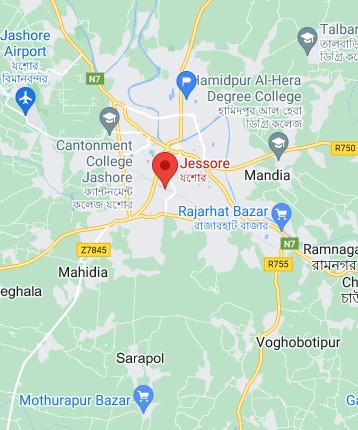 Jashore
Airport
যশোর
বিমানবন্দর
N7
Talbar
তালবাড়ি
ডিগ্রি ক
Hamidpur Al-Hera
Degree College
হামিদপুর আল হেরা
ডিগ্রি কলেজ
R750
Cantonment
College
Jashore
ক্যান্টনমেন্ট
কলেজ যশোর
Jessore
যশোর
Mandia
Rajarhat Bazar
রাজারহাট বাজার
Z7845
N7
Ramnaga
রামনগর
Mahidia
R755
eghala
Ch
চাউ
Voghobotipur
Sarapol
Mothurapur Bazar
Ga